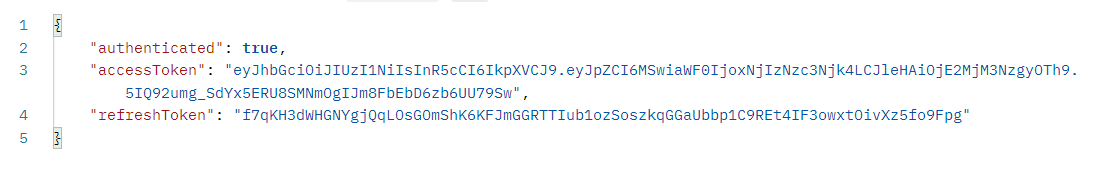 1 {
2 "authenticated": true,
3 "accessToken": "eyJhbGciOiJIUzI1NiIsInR5cCI6IkpXVCJ9.eyJpZCI6MSwiaWF0IjoxNjIzNzc3Njk4LCJleHAiOjE2MjM3NzgyOTh9.
5IQ92umg_SdYx5ERU8SMNmOgIJm8FbEbD6zb6UU79Sw",
4 "refreshToken": "f7qKH3dWHGNYgjQqLOsGOmShK6KFJmGGRTTIub1ozSoszkqGGaUbbp1C9REt4IF3owxtOivXz5fo9Fpg"
5 }